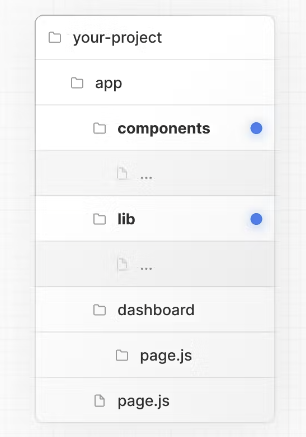 your-project
app
components
...
lib
...
dashboard
page.js
page.js